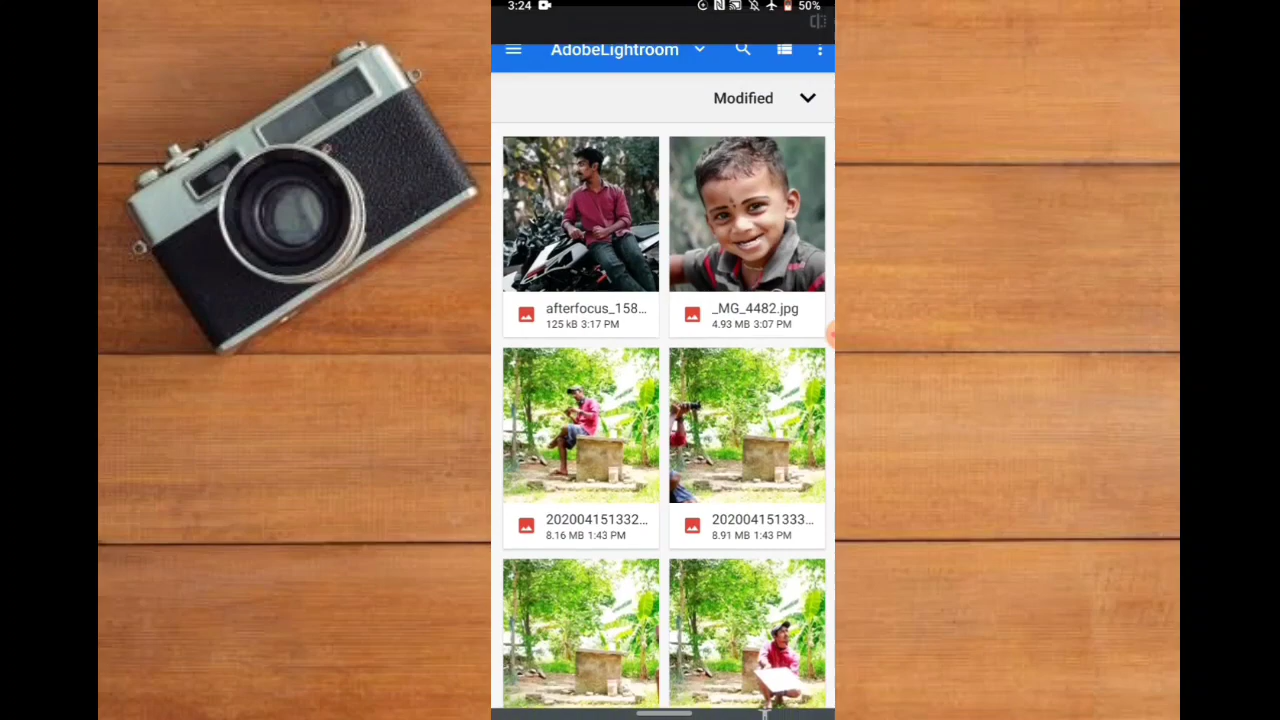 3:24 50%
AdobeLightroom
Modified
afterfocus_158...
125 kB 3:17 PM
_MG_4482.jpg
4.93 MB 3:07 PM
202004151332...
8.16 MB 1:43 PM
202004151333...
8.91 MB 1:43 PM